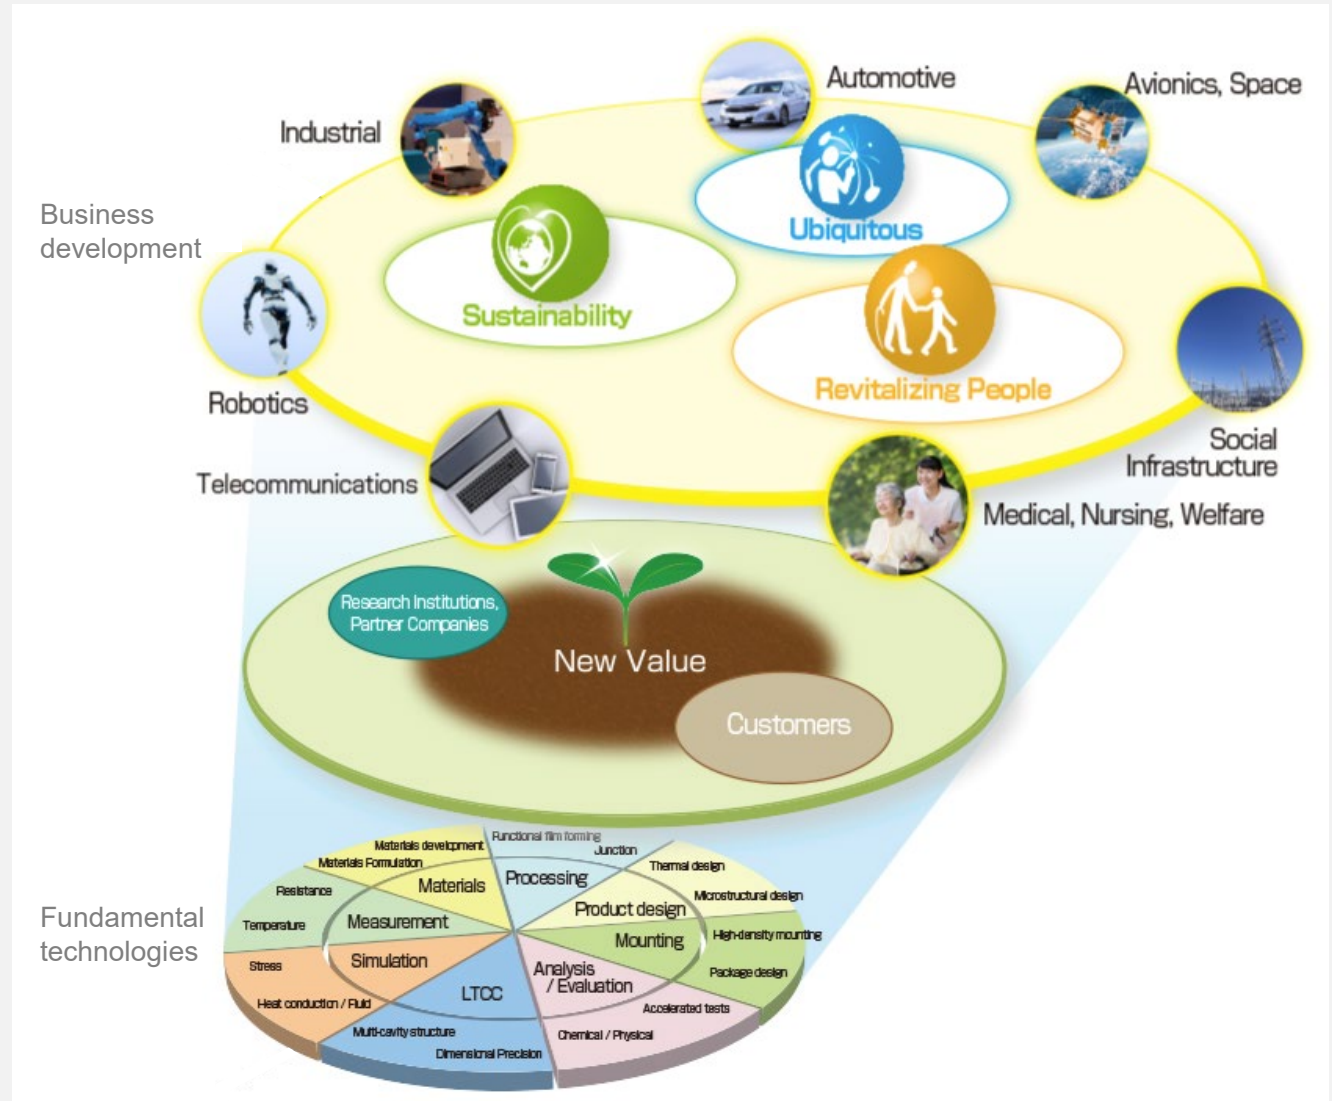 Automotive
Avionics, Space
Industrial
Business
development
Ubiquitous
Sustainability
Revitalizing People
Robotics
Social
Infrastructure
Telecommunications
Medical, Nursing, Welfare
Research Institutions,
Partner Companies
New Value
Customers
Fundamental
technologies
Functional film forming
Junction
Processing
Materials development
Materials Formulation
Materials
Thermal design
Microstructural design
Product design
Resistance
Temperature
Measurement
High-density mounting
Package design
Mounting
Stress
Heat conduction / Fluid
Simulation
Multi-cavity structure
Dimensional Precision
LTCC
Analysis
/ Evaluation
Accelerated tests
Chemical / Physical